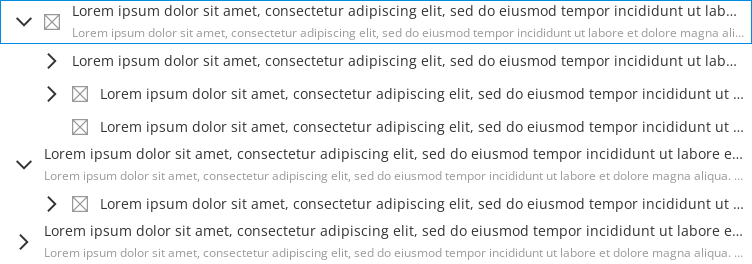 Lorem ipsum dolor sit amet, consectetur adipiscing elit, sed do eiusmod tempor incididunt ut lab...
Lorem ipsum dolor sit amet, consectetur adipiscing elit, sed do eiusmod tempor incididunt ut labore et dolore magna ali...
Lorem ipsum dolor sit amet, consectetur adipiscing elit, sed do eiusmod tempor incididunt ut lab...
Lorem ipsum dolor sit amet, consectetur adipiscing elit, sed do eiusmod tempor incididunt ut ...
Lorem ipsum dolor sit amet, consectetur adipiscing elit, sed do eiusmod tempor incididunt ut ...
Lorem ipsum dolor sit amet, consectetur adipiscing elit, sed do eiusmod tempor incididunt ut labore e...
Lorem ipsum dolor sit amet, consectetur adipiscing elit, sed do eiusmod tempor incididunt ut labore et dolore magna aliqua. ...
Lorem ipsum dolor sit amet, consectetur adipiscing elit, sed do eiusmod tempor incididunt ut ...
Lorem ipsum dolor sit amet, consectetur adipiscing elit, sed do eiusmod tempor incididunt ut labore e...
Lorem ipsum dolor sit amet, consectetur adipiscing elit, sed do eiusmod tempor incididunt ut labore et dolore magna aliqua. ...